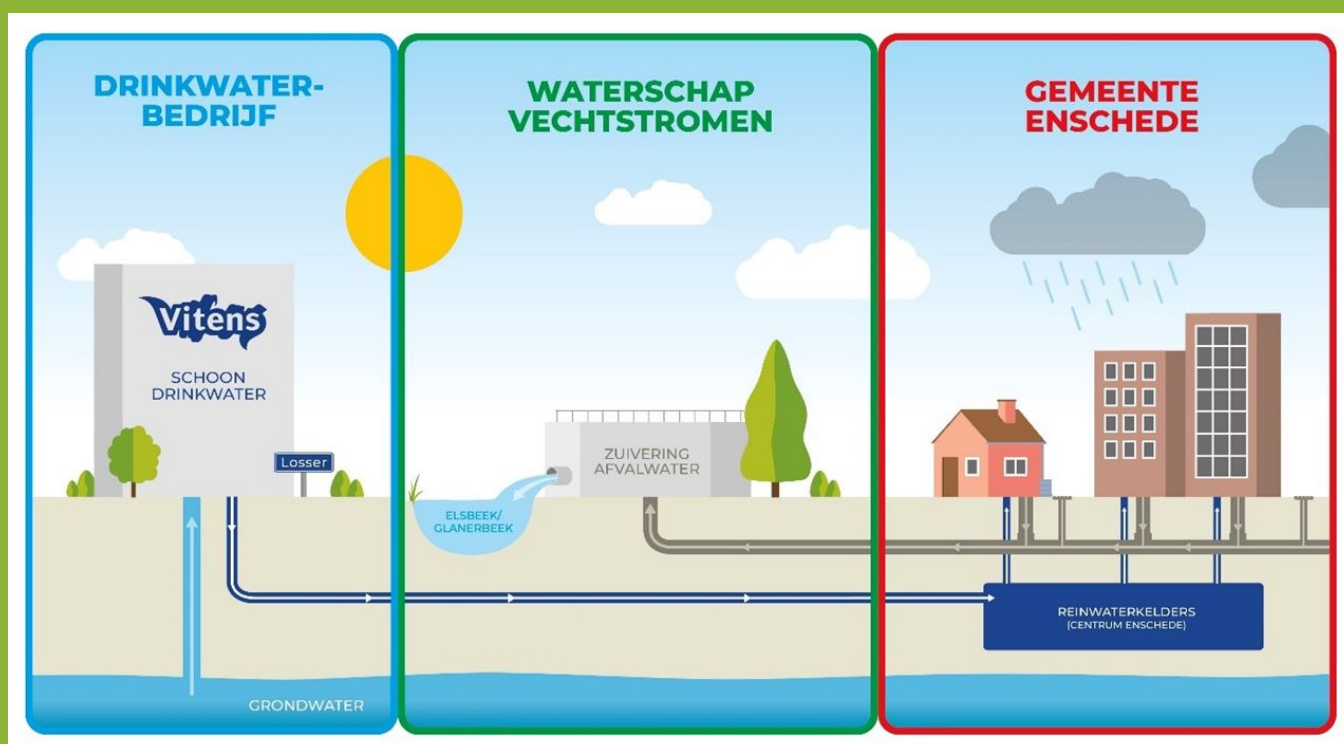 DRINKWATER-
BEDRIJF
Vitens
SCHOON
DRINKWATER
Losser
GRONDWATER
WATERSCHAP
VECHTSTROMEN
ZUIVERING
AFVALWATER
ELSBEEK/
GLANERBEEK
GEMEENTE
ENSCHEDE
REINWATERKELDERS
(CENTRUM ENSCHEDE)